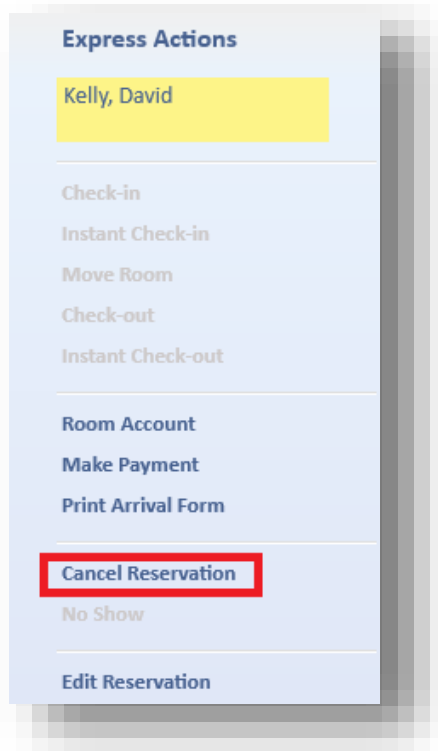 Express Actions
Kelly, David
Check-in
Instant Check-in
Move Room
Check-out
Instant Check-out
Room Account
Make Payment
Print Arrival Form
Cancel Reservation
No Show
Edit Reservation